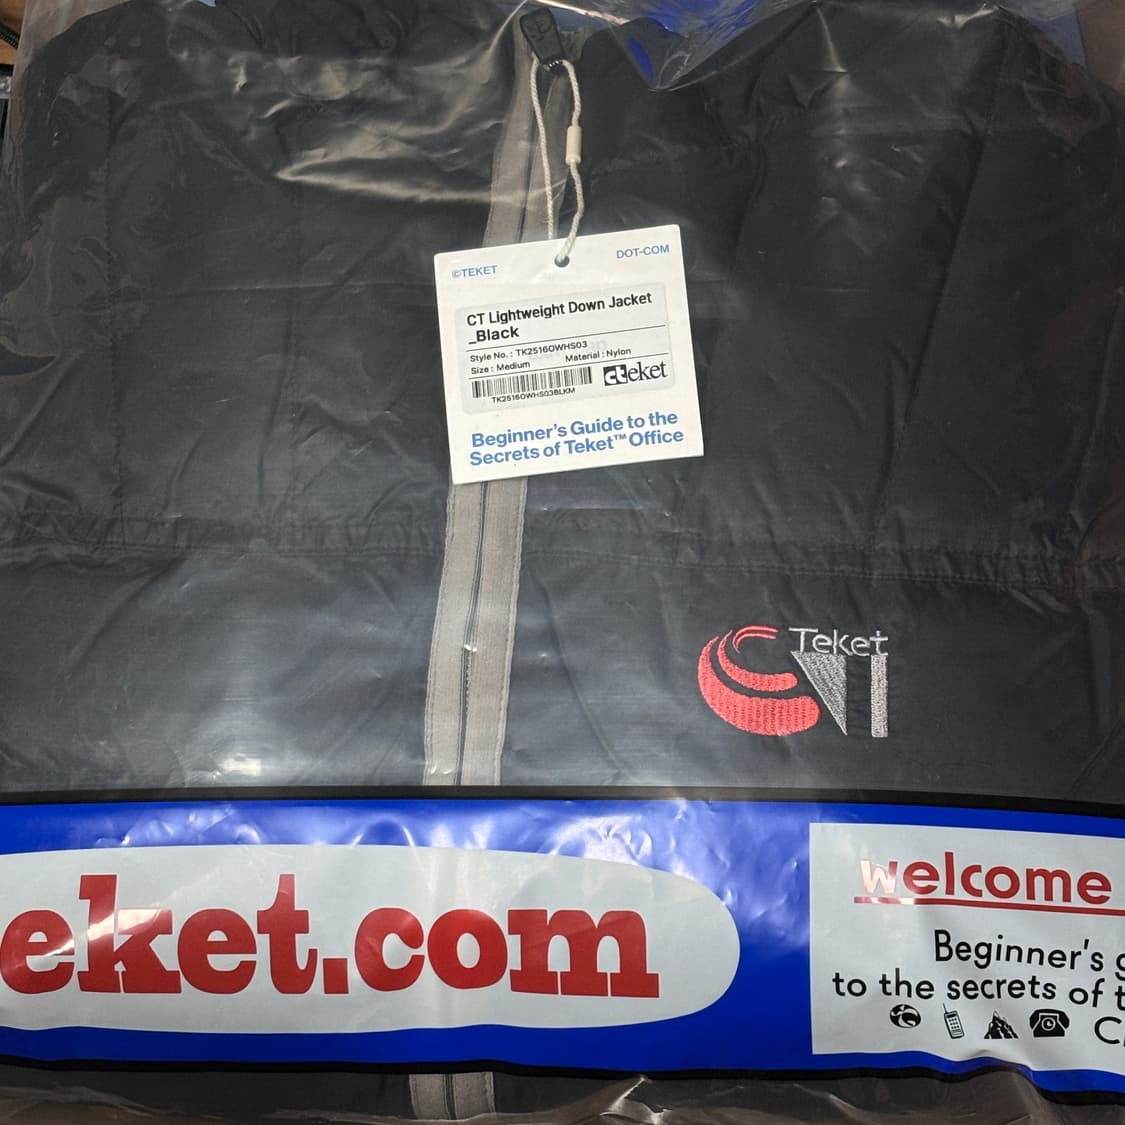 ©TEKET
DOT-COM
CT Lightweight Down Jacket
_Black
Style No. : TK2516OWHS03
Size : Medium
Material : Nylon
TK2516OWHS03BLKM
cteket
Beginner's Guide to the
Secrets of Teket™ Office
Teket
eket.com
welcome
Beginner's g
to the secrets of t